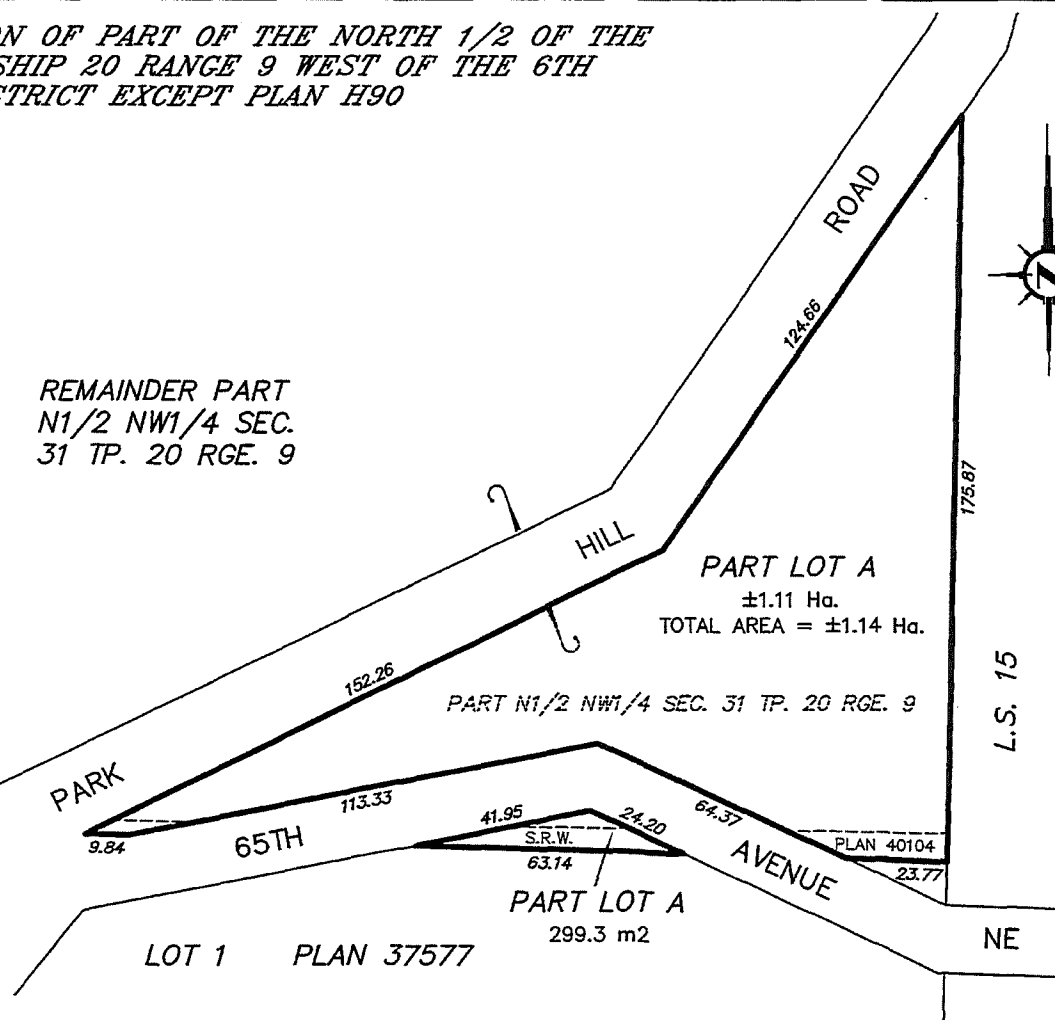 ON OF PART OF THE NORTH 1/2 OF THE
SHIP 20 RANGE 9 WEST OF THE 6TH
STRICT EXCEPT PLAN H90
ROAD
124.66
REMAINDER PART
N1/2 NW1/4 SEC.
31 TP. 20 RGE. 9
175.87
HILL
PART LOT A
±1.11 Ha.
TOTAL AREA = ±1.14 Ha.
152.26
PART N1/2 NW1/4 SEC. 31 TP. 20 RGE. 9
L.S. 15
PARK
113.33
64.37
41.95
24.20
9.84
65TH
S.R.W.
PLAN 40104
63.14
AVENUE
23.77
PART LOT A
299.3 m2
NE
LOT 1 PLAN 37577